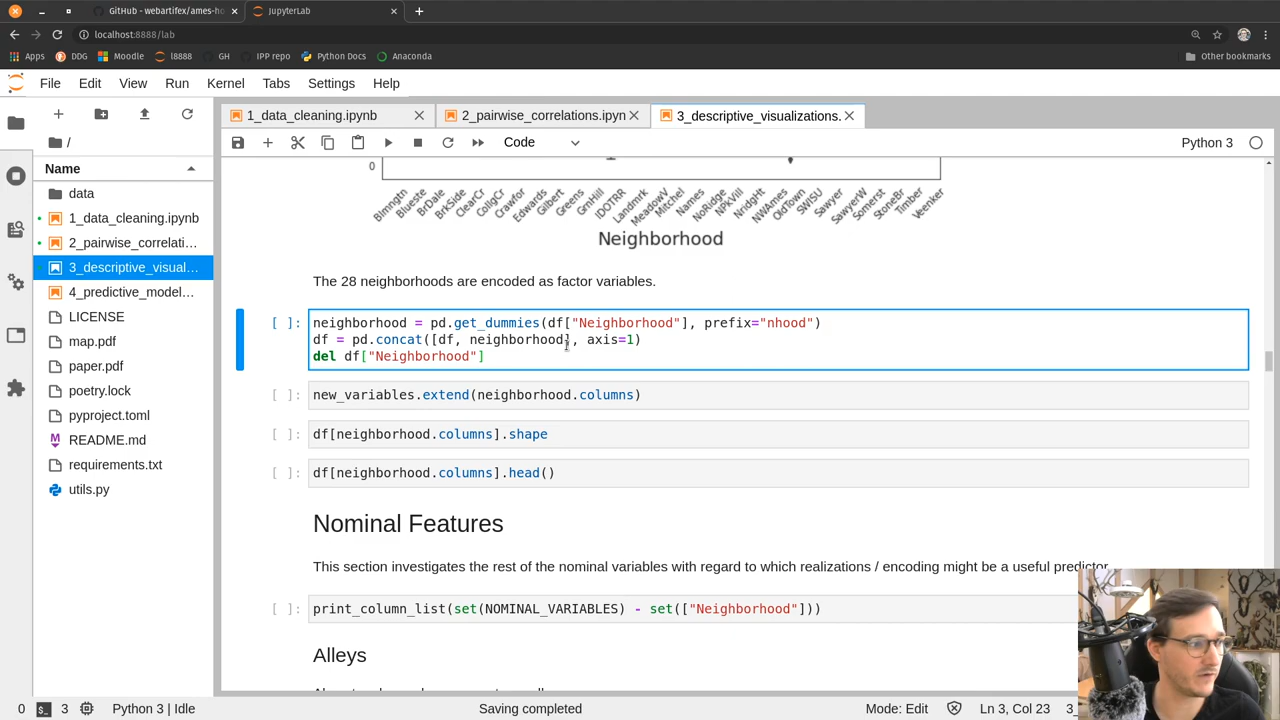 GitHub - webartifex/ames-ho
JupyterLab
localhost:8888/lab
Apps
DDG
Moodle
l8888
GH
IPP repo
Python Docs
Anaconda
Other bookmarks
File
Edit
View
Run
Kernel
Tabs
Settings
Help
1_data_cleaning.ipynb
2_pairwise_correlations.ipyn
3_descriptive_visualizations.
Code
Python 3
/
Name
data
1_data_cleaning.ipynb
2_pairwise_correlati...
3_descriptive_visual...
4_predictive_model...
LICENSE
map.pdf
paper.pdf
poetry.lock
pyproject.toml
README.md
requirements.txt
utils.py
0
Blmngtn
Blueste
BrDale
BrkSide
ClearCr
CollgCr
Crawfor
Edwards
Gilbert
Greens
GrnHill
IDOTRR
Landmrk
MeadowV
Mitchel
Names
NoRidge
NPkVill
NridgHt
NWAmes
OldTown
SWISU
Sawyer
SawyerW
Somerst
StoneBr
Timber
Veenker
Neighborhood
The 28 neighborhoods are encoded as factor variables.
[ ]: neighborhood = pd.get_dummies(df["Neighborhood"], prefix="nhood")
df = pd.concat([df, neighborhood], axis=1)
del df["Neighborhood"]
[ ]: new_variables.extend(neighborhood.columns)
[ ]: df[neighborhood.columns].shape
[ ]: df[neighborhood.columns].head()
Nominal Features
This section investigates the rest of the nominal variables with regard to which realizations / encoding might be a useful predictor.
[ ]: print_column_list(set(NOMINAL_VARIABLES) - set(["Neighborhood"]))
Alleys
0
3
Python 3 | Idle
Saving completed
Mode: Edit
Ln 3, Col 23
3_